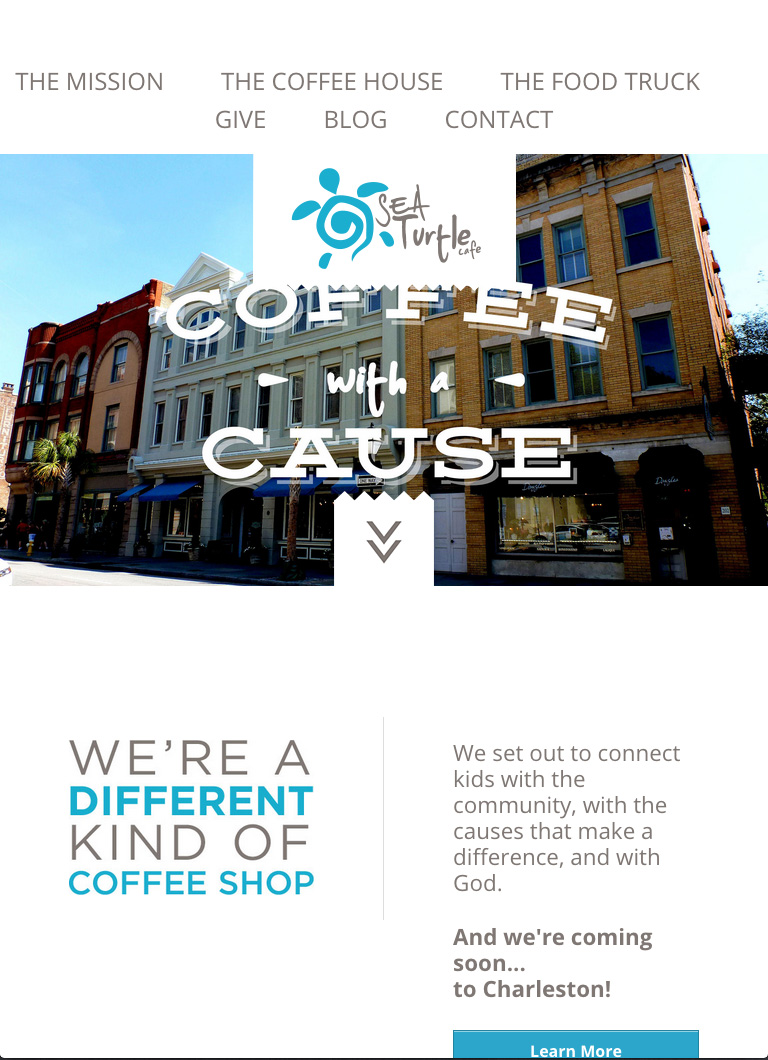 THE MISSION THE COFFEE HOUSE THE FOOD TRUCK
GIVE BLOG CONTACT
SEA
Turtle
cafe
COFFEE
with a
CAUSE
WE'RE A
DIFFERENT
KIND OF
COFFEE SHOP
We set out to connect
kids with the
community, with the
causes that make a
difference, and with
God.
And we're coming
soon...
to Charleston!
Learn More